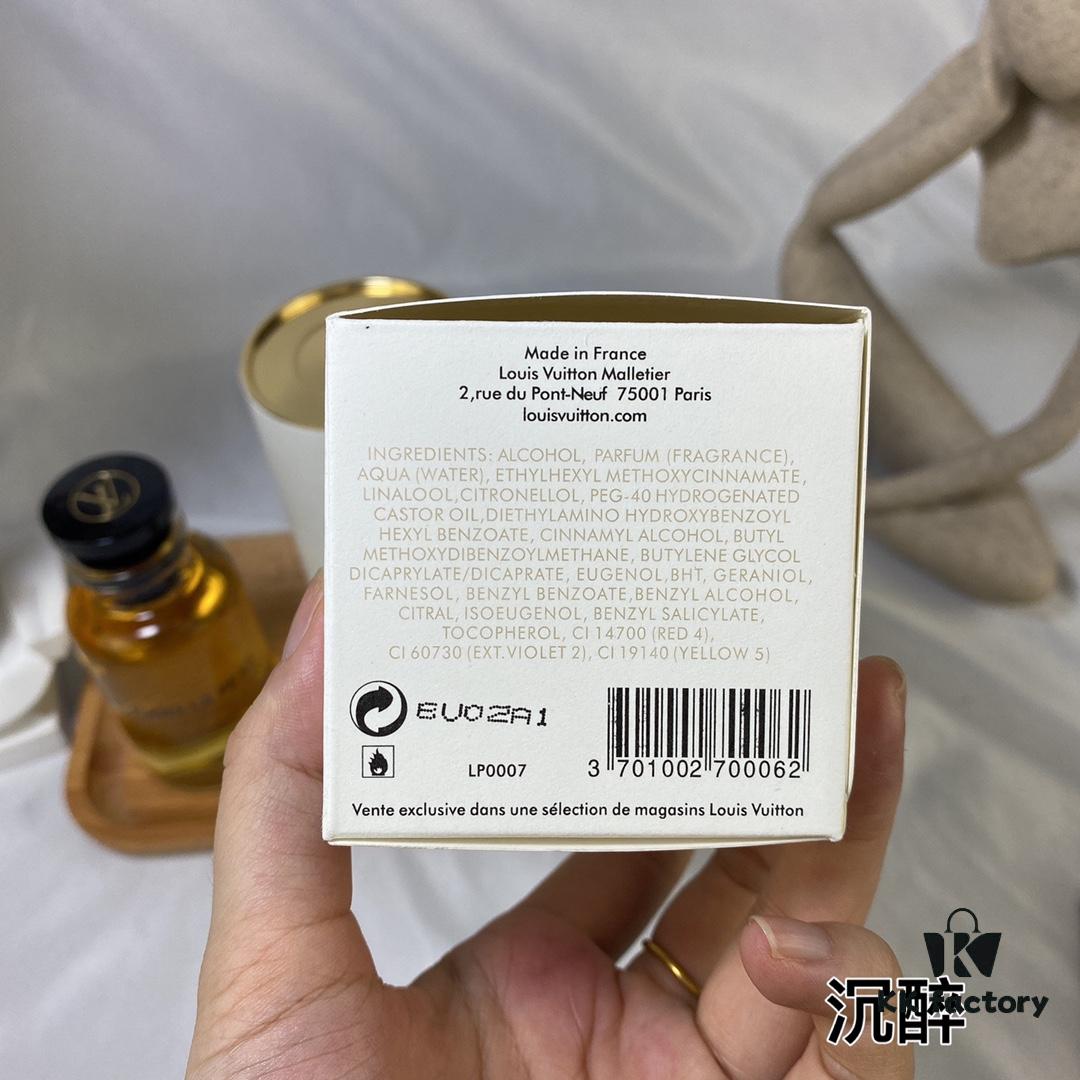 Made in France
Louis Vuitton Malletier
2,rue du Pont-Neuf 75001 Paris
louisvuitton.com
INGREDIENTS: ALCOHOL, PARFUM (FRAGRANCE),
AQUA (WATER), ETHYLHEXYL METHOXYCINNAMATE,
LINALOOL,CITRONELLOL, PEG-40 HYDROGENATED
CASTOR OIL,DIETHYLAMINO HYDROXYBENZOYL
HEXYL BENZOATE, CINNAMYL ALCOHOL, BUTYL
METHOXYDIBENZOYLMETHANE, BUTYLENE GLYCOL
DICAPRYLATE/DICAPRATE, EUGENOL,BHT, GERANIOL,
FARNESOL, BENZYL BENZOATE,BENZYL ALCOHOL,
CITRAL, ISOEUGENOL, BENZYL SALICYLATE,
TOCOPHEROL, CI 14700 (RED 4),
CI 60730 (EXT.VIOLET 2), CI 19140 (YELLOW 5)
EU02A1
LP0007
3 701002 700062
Vente exclusive dans une sélection de magasins Louis Vuitton
LV
沉醉